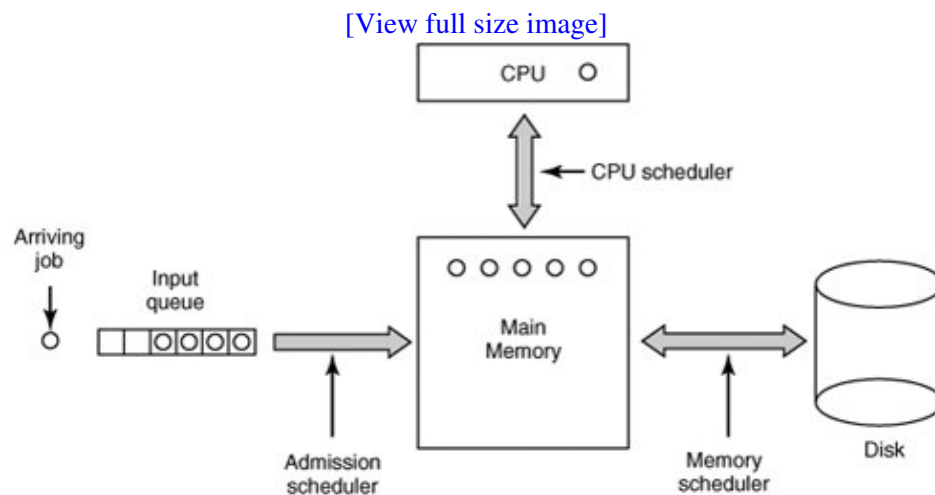 [View full size image]
CPU
CPU scheduler
Arriving
job
Input
queue
Main
Memory
Admission
scheduler
Memory
scheduler
Disk